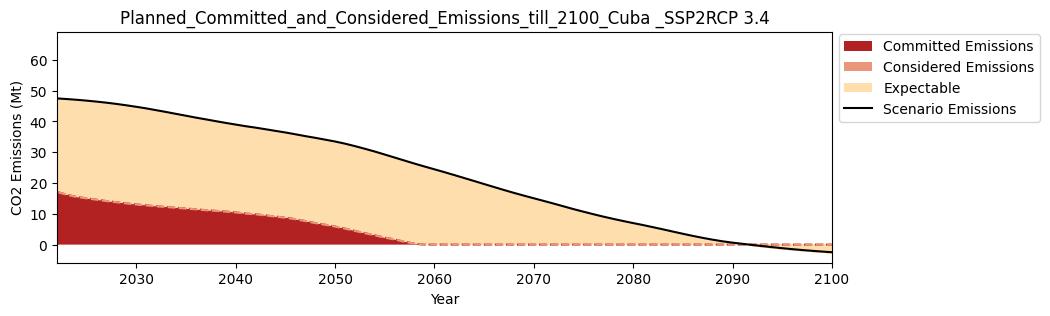 Planned_Committed_and_Considered_Emissions_till_2100_Cuba _SSP2RCP 3.4
Committed Emissions
Considered Emissions
Expectable
Scenario Emissions
CO2 Emissions (Mt)
60
50
40
30
20
10
0
2030 2040 2050 2060 2070 2080 2090 2100
Year